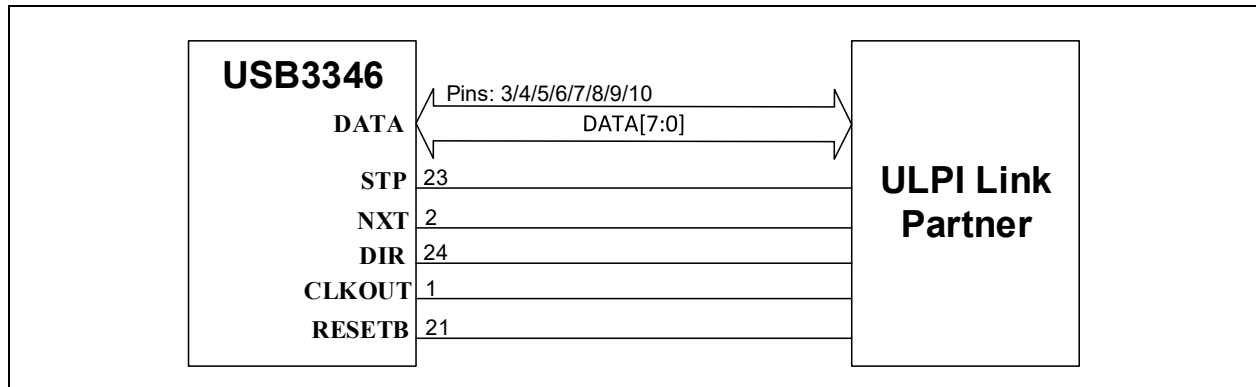 USB3346
Pins: 3/4/5/6/7/8/9/10
DATA
DATA[7:0]
STP 23
NXT 2
DIR 24
CLKOUT 1
RESETB 21
ULPI Link
Partner